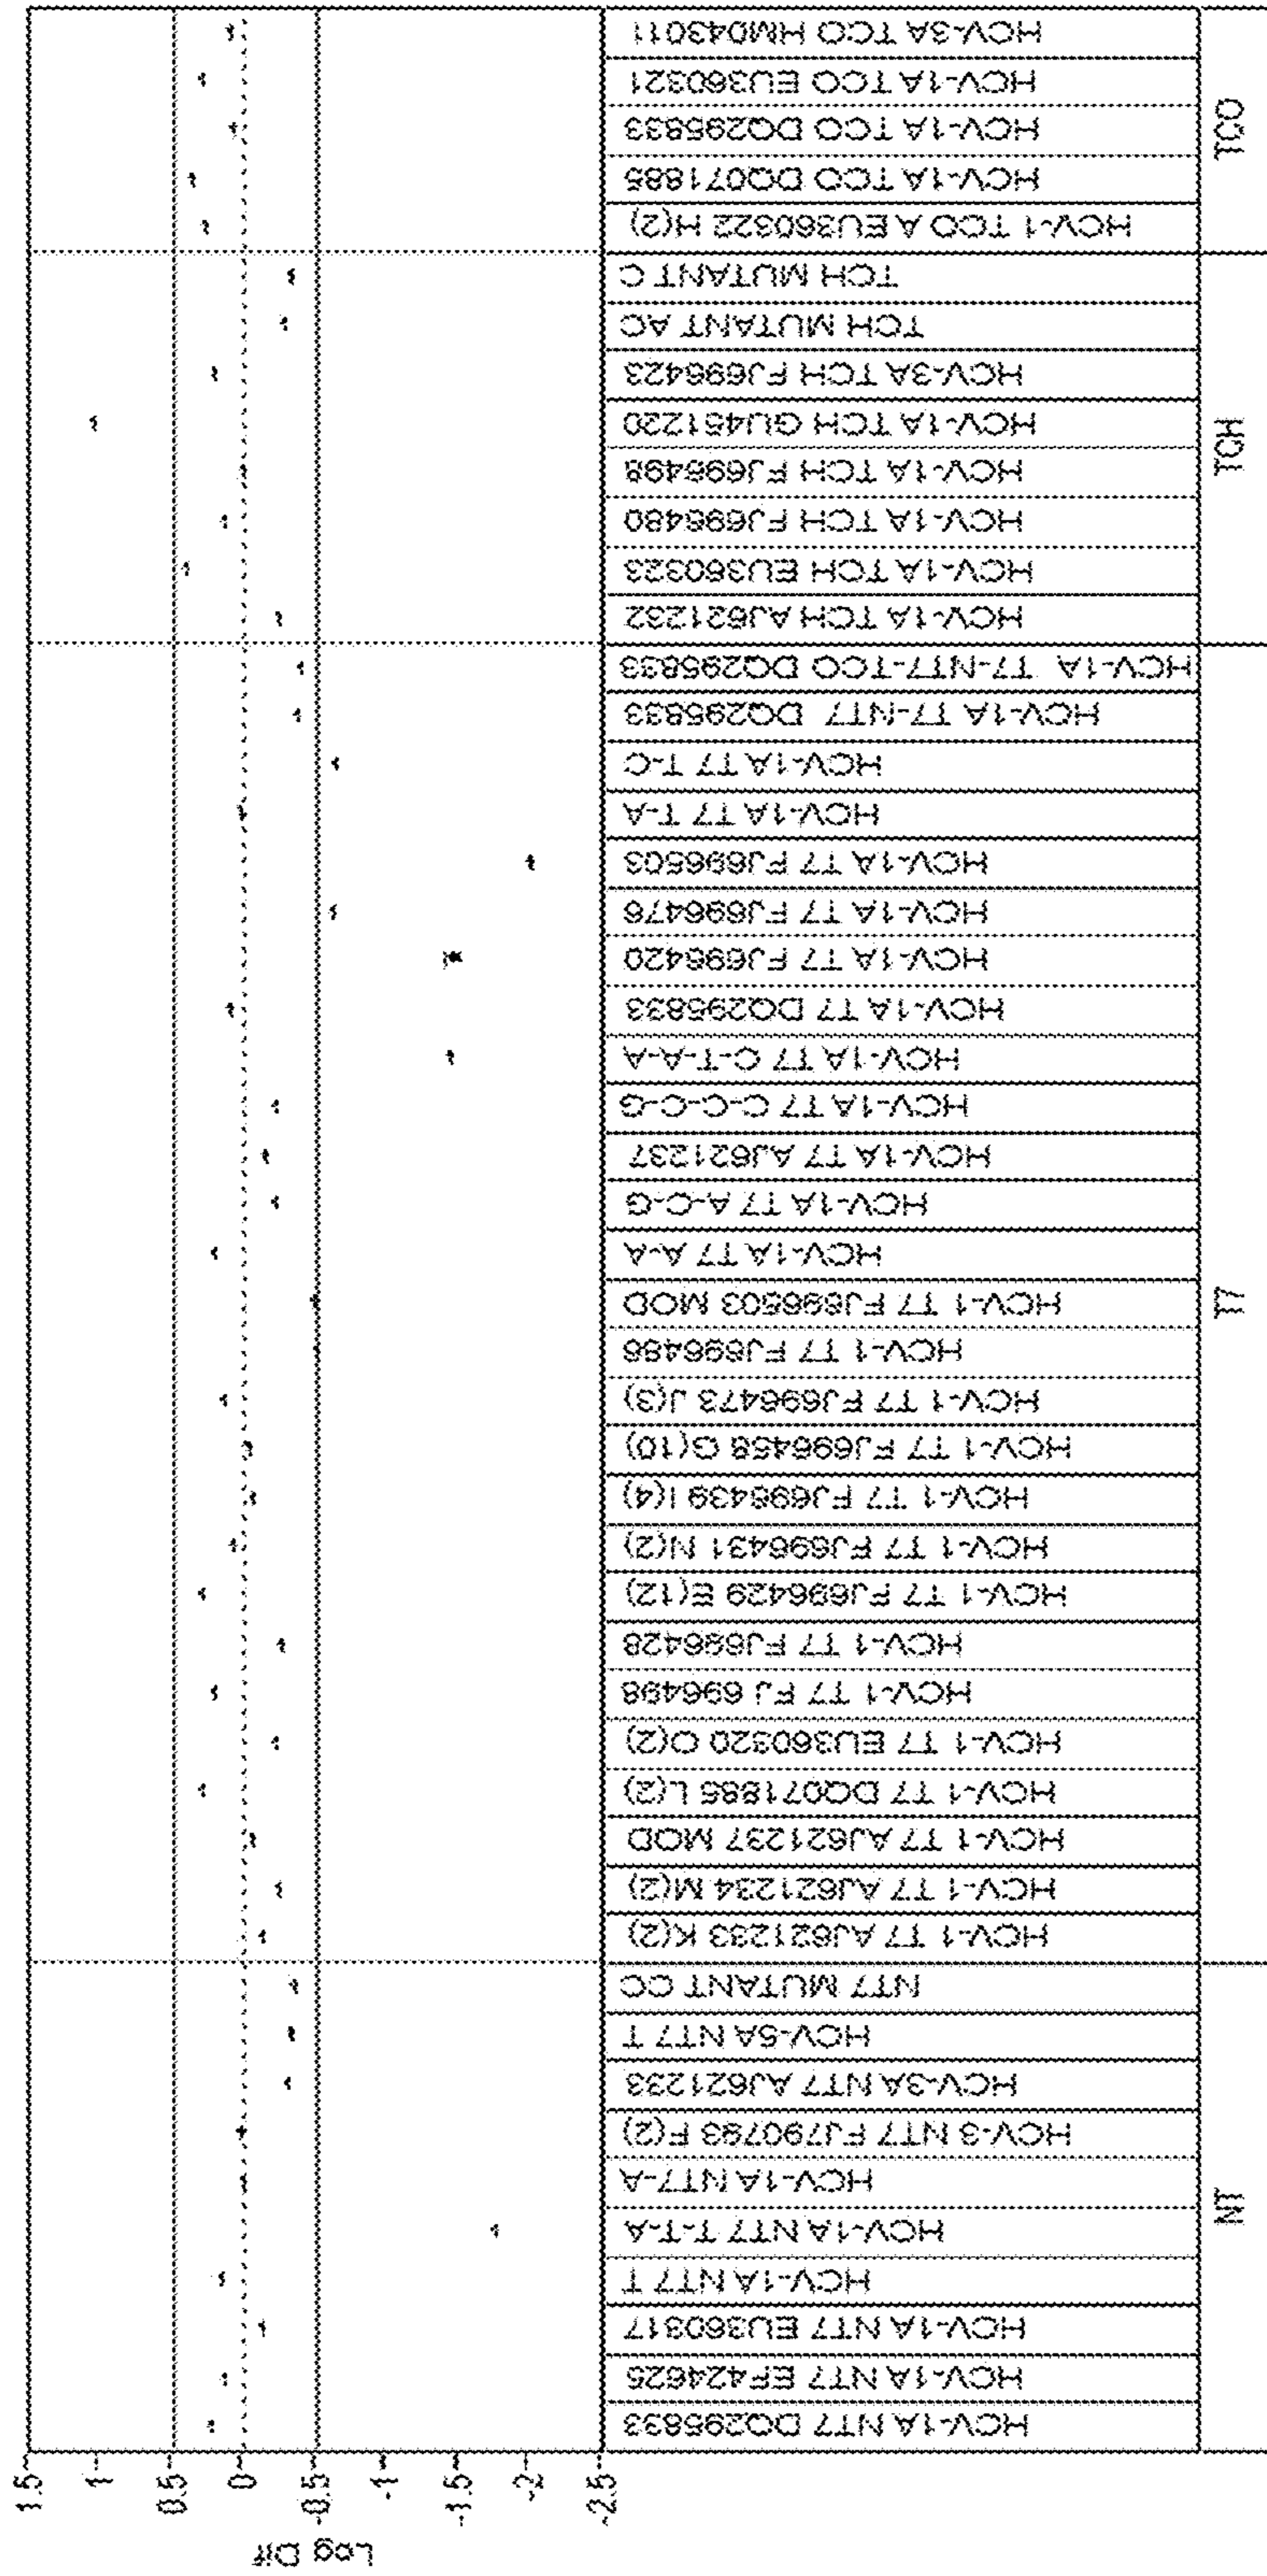 Log Dif
1.5
1
0.5
0
-0.5
-1
-1.5
-2
-2.5
HCV-1A NT7 DQ295833
HCV-1A NT7 EF424625
HCV-1A NT7 EU360317
HCV-1A NT7 T
HCV-1A NT7 T-T-A
HCV-1A NT7-A
HCV-3 NT7 FJ790793 F(2)
HCV-3A NT7 AJ621233
HCV-5A NT7 T
NT7 MUTANT CC
HCV-1 T7 AJ621233 K(2)
HCV-1 T7 AJ621234 M(2)
HCV-1 T7 AJ621237 MOD
HCV-1 T7 DQ071885 L(2)
HCV-1 T7 EU360320 O(2)
HCV-1 T7 FJ 696498
HCV-1 T7 FJ696428
HCV-1 T7 FJ696429 E(12)
HCV-1 T7 FJ696431 N(2)
HCV-1 T7 FJ696439 I(4)
HCV-1 T7 FJ696458 G(10)
HCV-1 T7 FJ696473 J(3)
HCV-1 T7 FJ696486
HCV-1 T7 FJ696503 MOD
HCV-1A T7 A-A
HCV-1A T7 A-C-G
HCV-1A T7 AJ621237
HCV-1A T7 C-C-C-G
HCV-1A T7 C-T-A-A
HCV-1A T7 DQ295833
HCV-1A T7 FJ696420
HCV-1A T7 FJ696476
HCV-1A T7 FJ696503
HCV-1A T7 T-A
HCV-1A T7 T-C
HCV-1A T7-NT7 DQ295833
HCV-1A T7-NT7-TCO DQ295833
HCV-1A TCH AJ621232
HCV-1A TCH EU360323
HCV-1A TCH FJ696480
HCV-1A TCH FJ696498
HCV-1A TCH GU451220
HCV-3A TCH FJ696423
TCH MUTANT AC
TCH MUTANT C
HCV-1 TCO A EU360322 H(2)
HCV-1A TCO DQ071885
HCV-1A TCO DQ295833
HCV-1A TCO EU360321
HCV-3A TCO HM043011
NT
T7
TCH
TCO